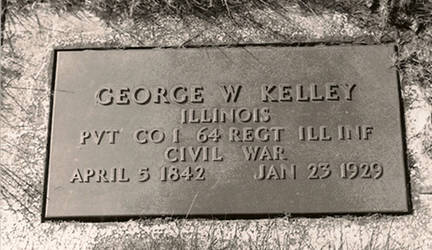 GEORGE W KELLEY
ILLINOIS
PVT CO I 64 REGT ILL INF
CIVIL WAR
APRIL 5 1842 JAN 23 1929